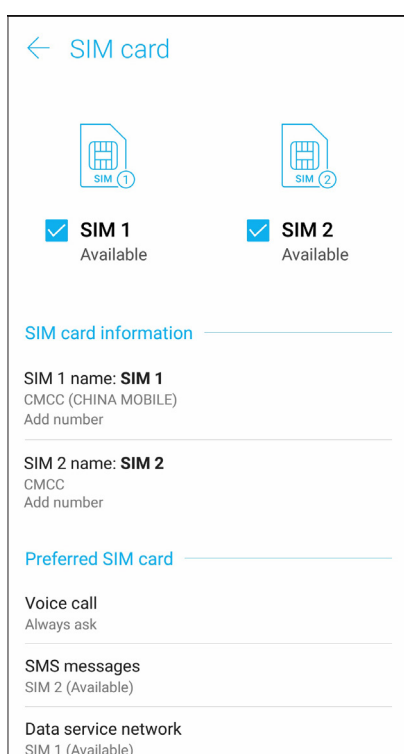 SIM card
SIM 1
SIM 2
SIM 1
SIM 2
Available
Available
SIM card information
SIM 1 name: SIM 1
CMCC (CHINA MOBILE)
Add number
SIM 2 name: SIM 2
CMCC
Add number
Preferred SIM card
Voice call
Always ask
SMS messages
SIM 2 (Available)
Data service network
SIM 1 (Available)